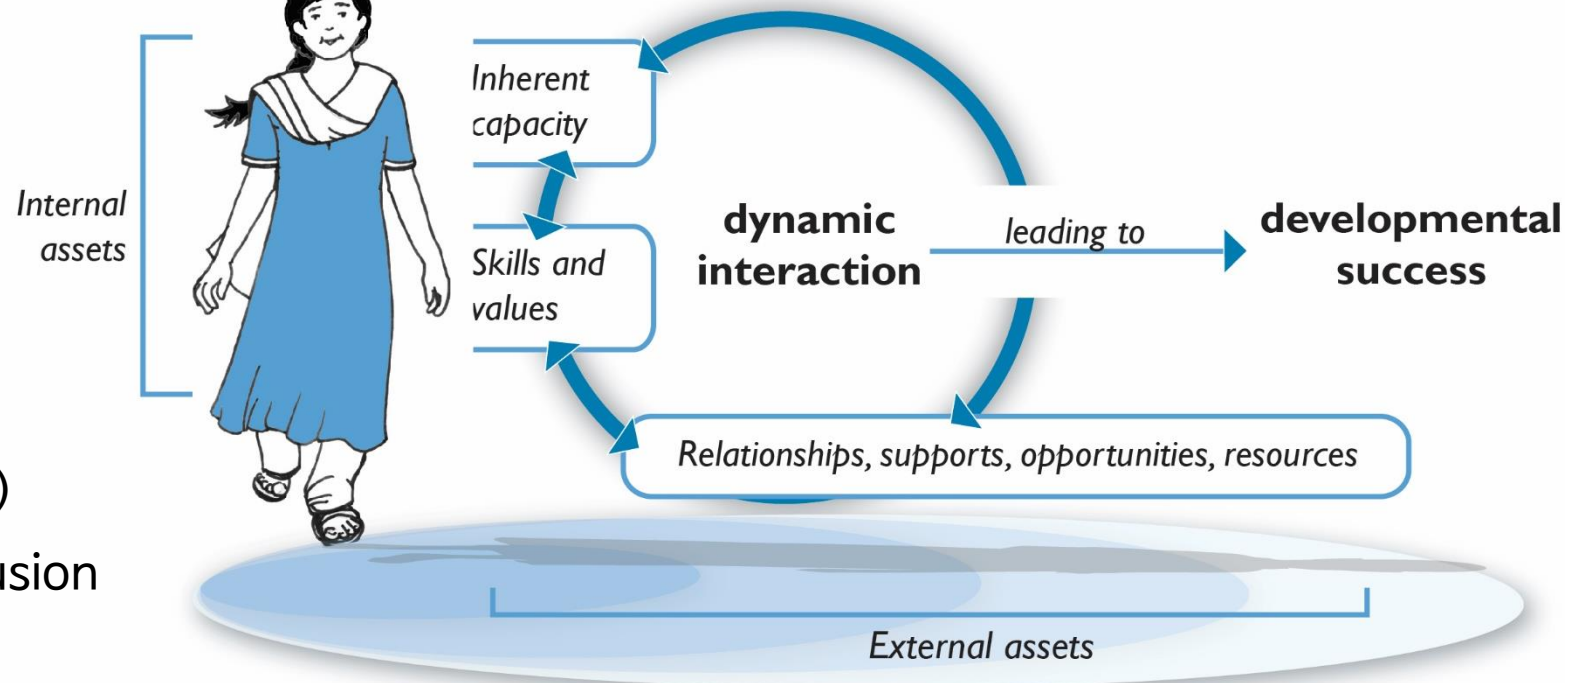 Internal
assets
Inherent
capacity
Skills and
values
dynamic
interaction
leading to
developmental
success
Relationships, supports, opportunities, resources
)
usion
External assets